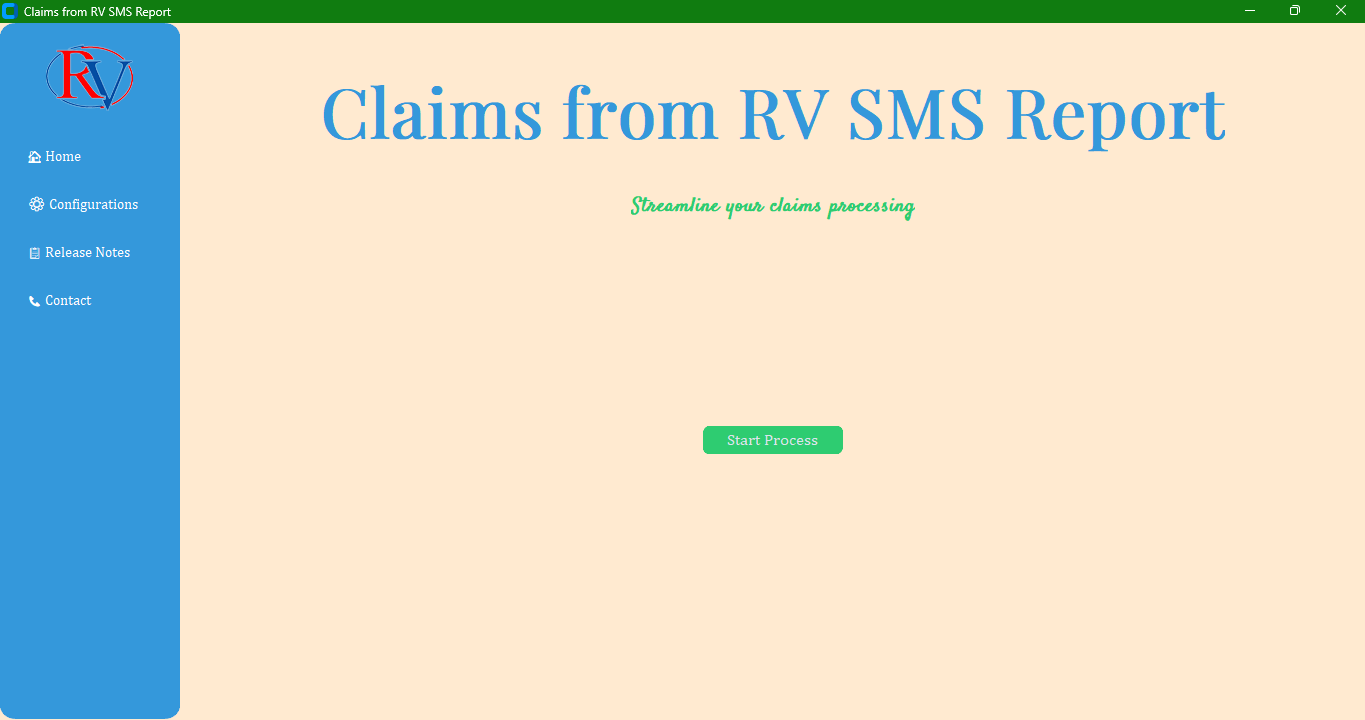 Claims from RV SMS Report
RV
Home
Configurations
Release Notes
Contact
Claims from RV SMS Report
Streamline your claims processing
Start Process